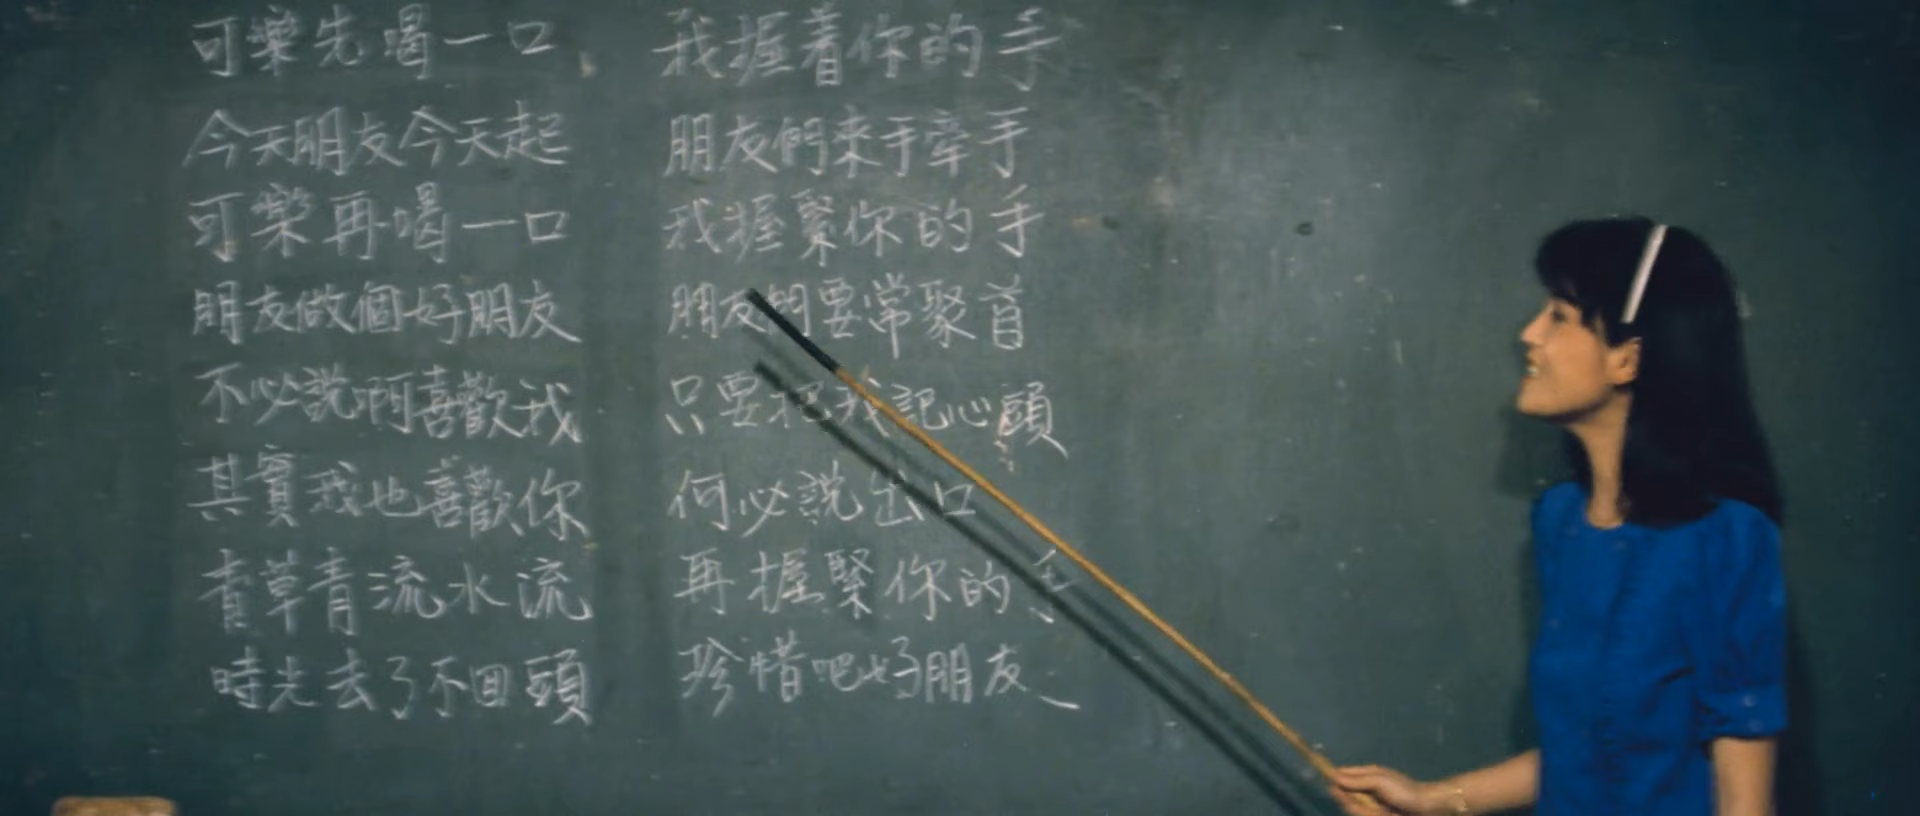 可樂先喝一口
今天朋友今天起
可樂再喝一口
朋友做個好朋友
不必說啊喜歡我
其實我也喜歡你
青草青流水流
時光去了不回頭
我握着你的手
朋友們來手牽手
我握緊你的手
朋友們要常聚首
只要把我記心頭
何必說出口
再握緊你的手
珍惜吧好朋友